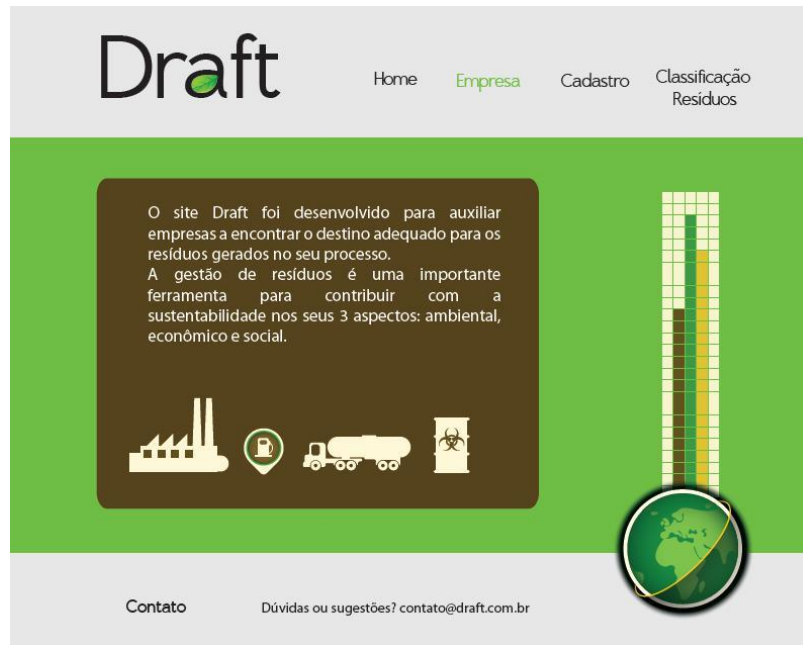 Draft
Home
Empresa
Cadastro
Classificação
Resíduos
O site Draft foi desenvolvido para auxiliar
empresas a encontrar o destino adequado para os
resíduos gerados no seu processo.
A gestão de resíduos é uma importante
ferramenta para contribuir com a
sustentabilidade nos seus 3 aspectos: ambiental,
econômico e social.
Contato
Dúvidas ou sugestões? contato@draft.com.br